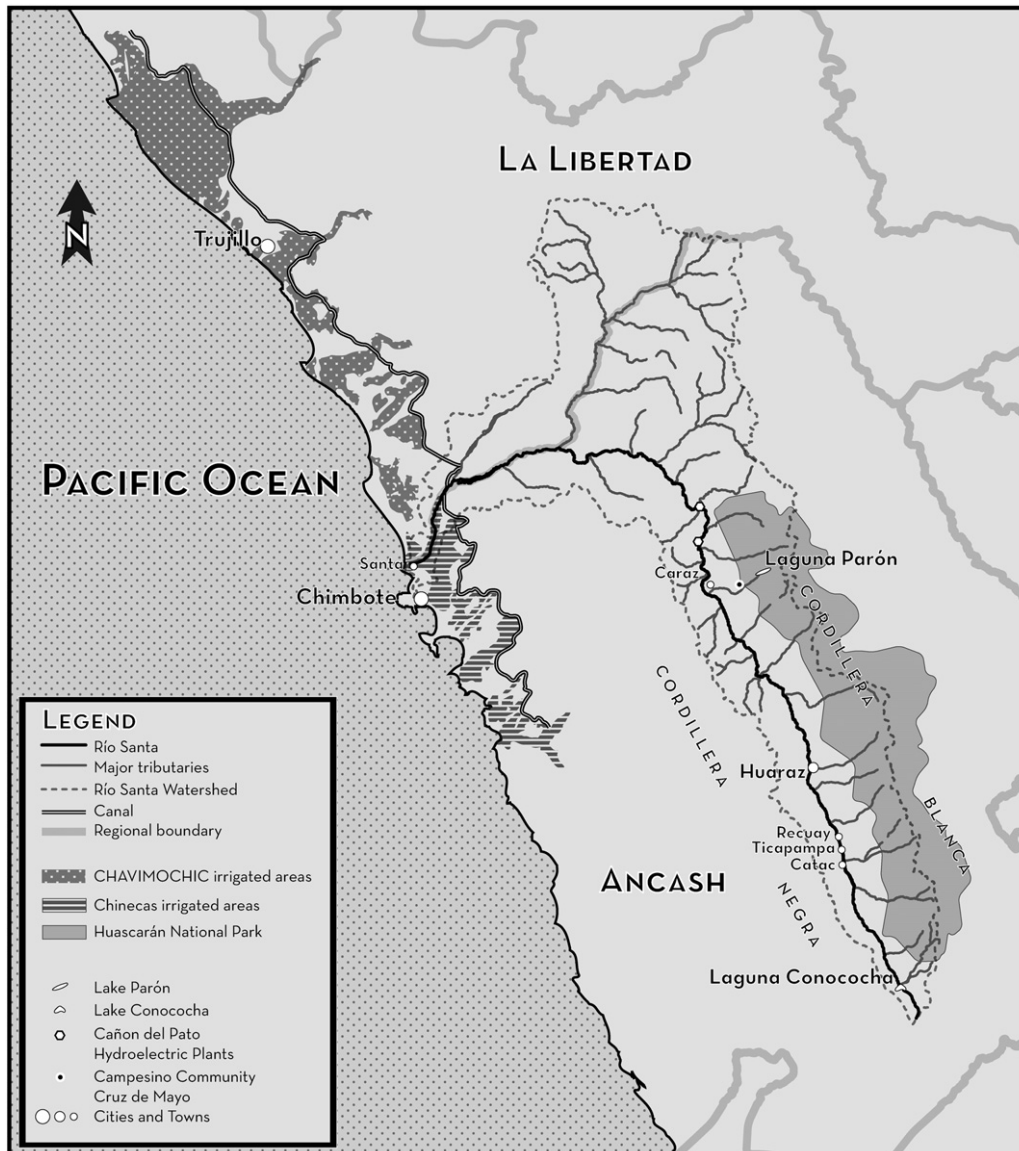 LA LIBERTAD
N
Trujillo
PACIFIC OCEAN
Santa
Chimbote
Laguna Parón
Caraz
CORDILLERA
BLANCA
CORDILLERA
NEGRA
Huaraz
Recuay
Ticapampa
Catac
ANCASH
Laguna Conococha
LEGEND
Río Santa
Major tributaries
Río Santa Watershed
Canal
Regional boundary
CHAVIMOCHIC irrigated areas
Chinecas irrigated areas
Huascarán National Park
Lake Parón
Lake Conococha
Cañon del Pato
Hydroelectric Plants
Campesino Community
Cruz de Mayo
Cities and Towns